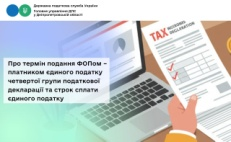 Державна податкова служба України
Головне управління ДПС
у Дніпропетровській області
Про термін подання ФОПом –
платником єдиного податку
четвертої групи податкової
декларації та строк сплати
єдиного податку
TAX
DECLARATION